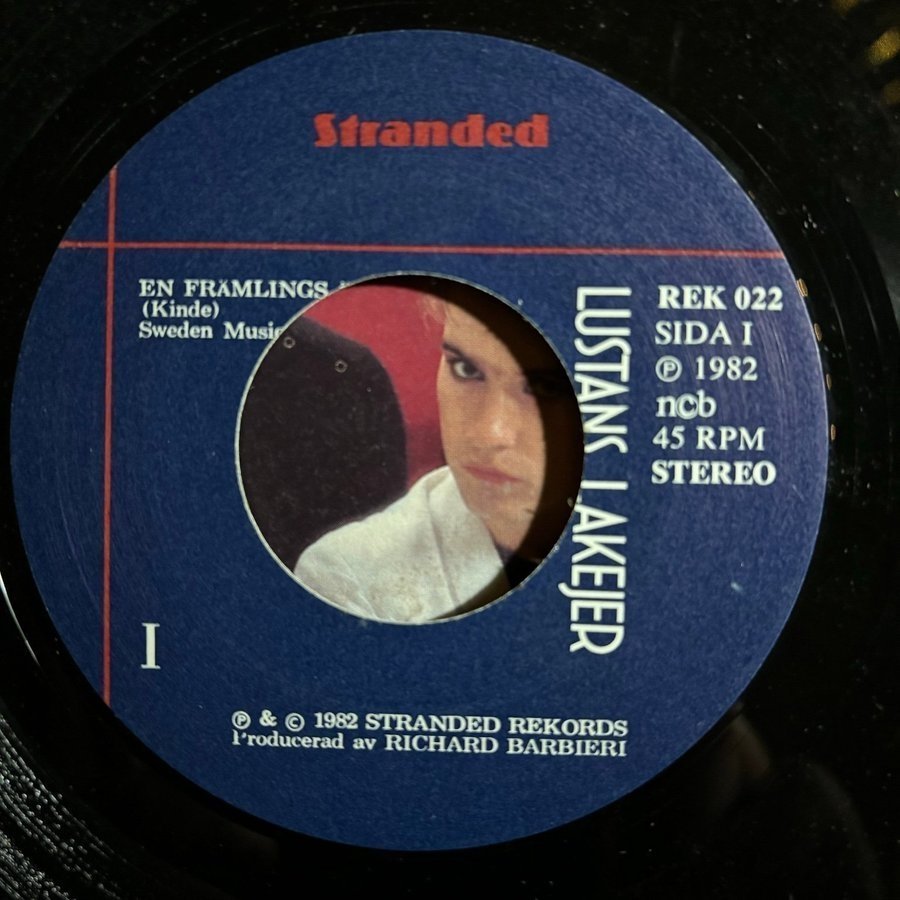 Stranded
EN FRÄMLINGS
(Kinde)
Sweden Music
LUSTANS LAKEJER
REK 022
SIDA I
℗ 1982
n©b
45 RPM
STEREO
I
℗ & © 1982 STRANDED REKORDS
Producerad av RICHARD BARBIERI